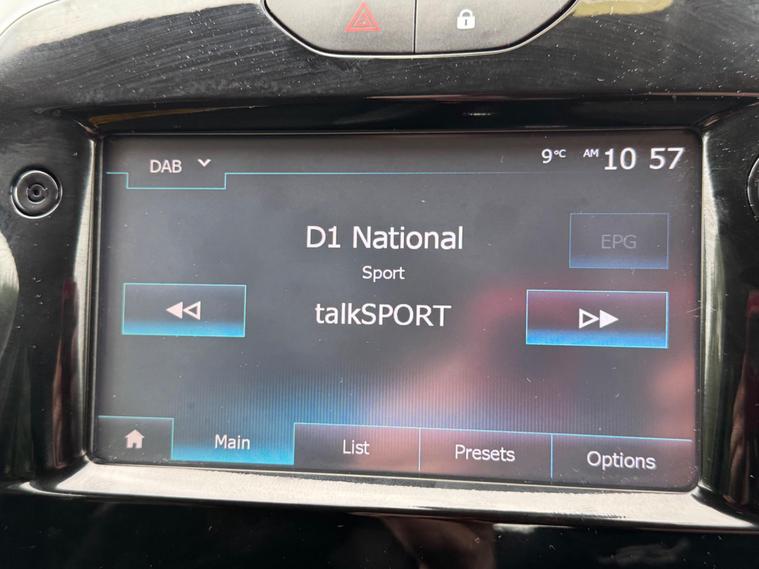 DAB
9°C AM 10 57
D1 National
EPG
Sport
talkSPORT
Main
List
Presets
Options